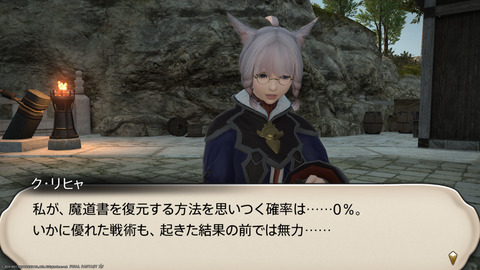 ク・リヒャ
私が、魔道書を復元する方法を思いつく確率は……0％。
いかに優れた戦術も、起きた結果の前では無力……